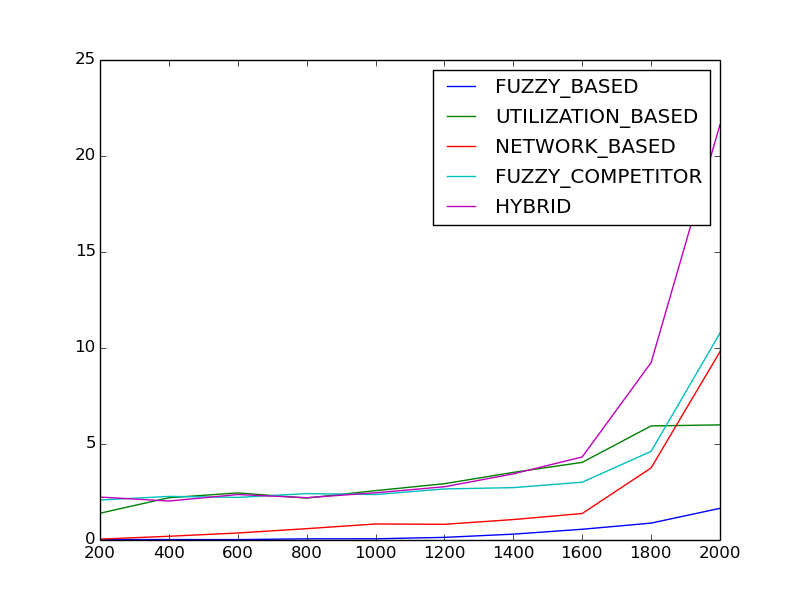 25
20
15
10
5
0
200 400 600 800 1000 1200 1400 1600 1800 2000
FUZZY_BASED
UTILIZATION_BASED
NETWORK_BASED
FUZZY_COMPETITOR
HYBRID